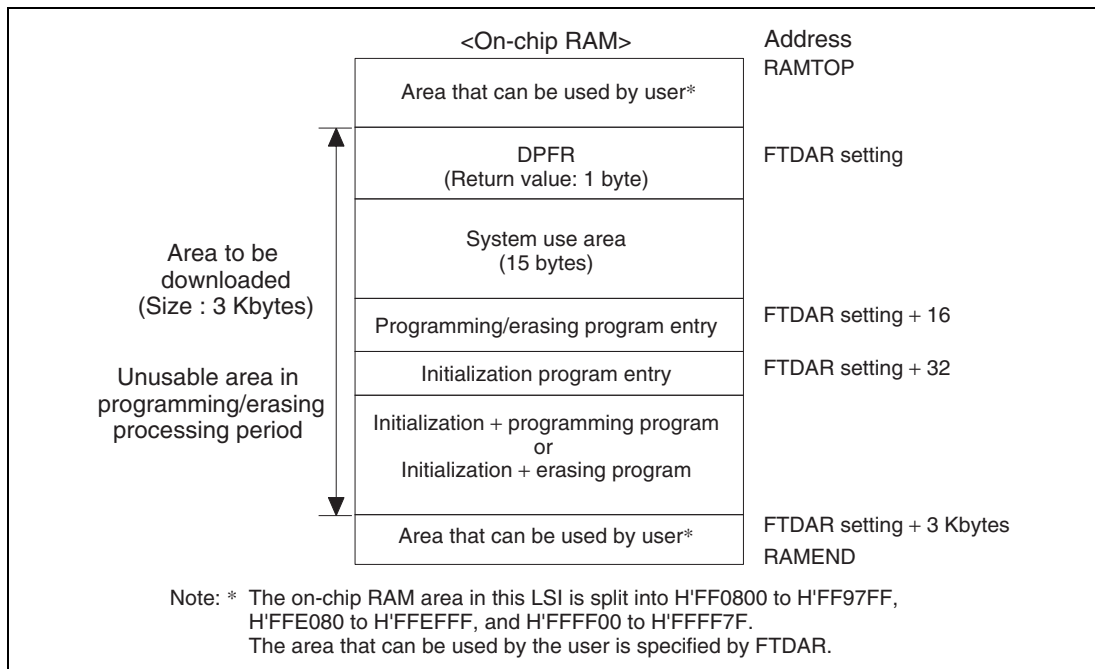 <On-chip RAM>
Address
RAMTOP
Area that can be used by user*
DPFR
(Return value: 1 byte)
FTDAR setting
System use area
(15 bytes)
Area to be
downloaded
(Size : 3 Kbytes)
Programming/erasing program entry
FTDAR setting + 16
Initialization program entry
FTDAR setting + 32
Unusable area in
programming/erasing
processing period
Initialization + programming program
or
Initialization + erasing program
Area that can be used by user*
FTDAR setting + 3 Kbytes
RAMEND
Note: * The on-chip RAM area in this LSI is split into H'FF0800 to H'FF97FF,
H'FFE080 to H'FFEFFF, and H'FFFF00 to H'FFFF7F.
The area that can be used by the user is specified by FTDAR.